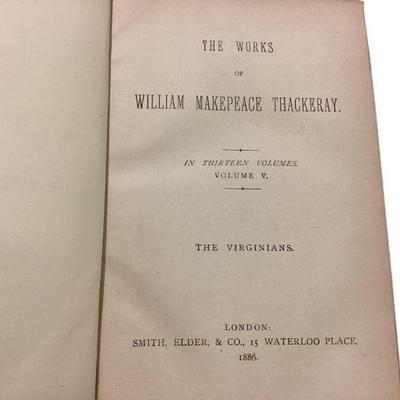 THE WORKS
OF
WILLIAM MAKEPEACE THACKERAY.
IN THIRTEEN VOLUMES.
VOLUME V.
THE VIRGINIANS.
LONDON:
SMITH, ELDER, & CO., 15 WATERLOO PLACE,
1886.